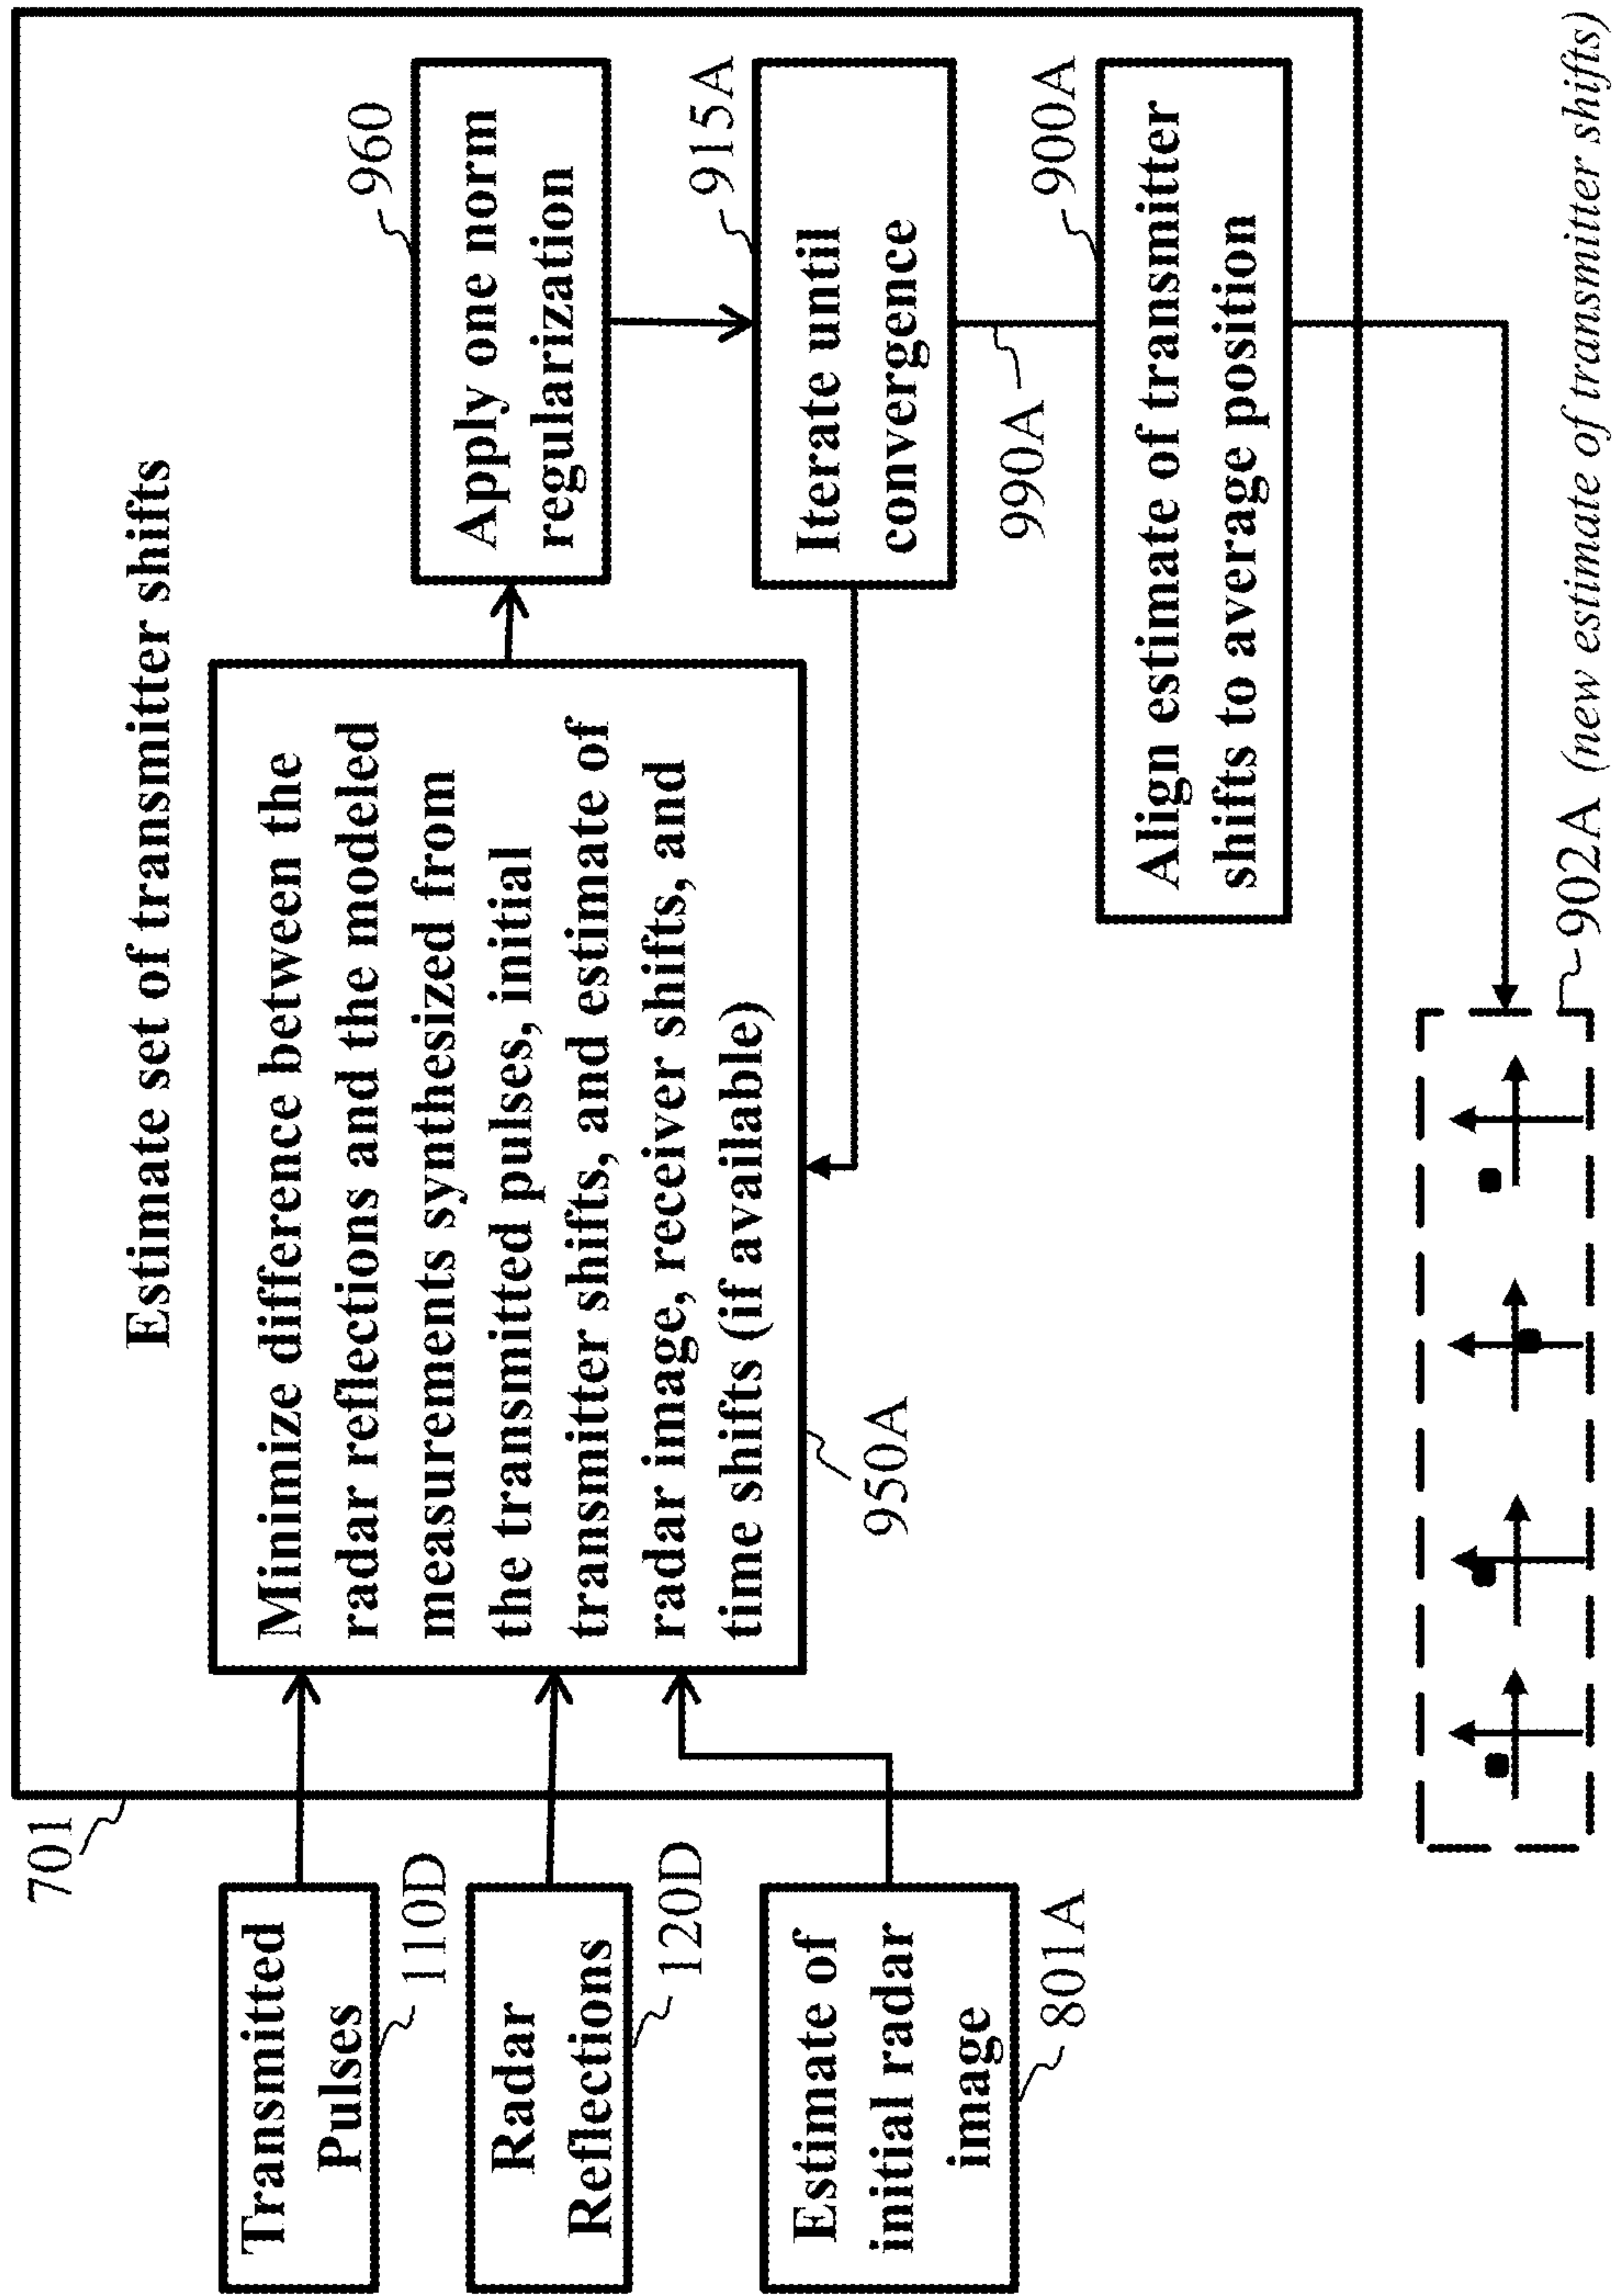 701
Estimate set of transmitter shifts
Transmitted
Pulses
110D
Radar
Reflections
120D
Estimate of
initial radar
image
801A
Minimize difference between the
radar reflections and the modeled
measurements synthesized from
the transmitted pulses, initial
transmitter shifts, and estimate of
radar image, receiver shifts, and
time shifts (if available)
950A
Apply one norm
regularization
960
Iterate until
convergence
915A
990A
Align estimate of transmitter
shifts to average position
900A
902A (new estimate of transmitter shifts)